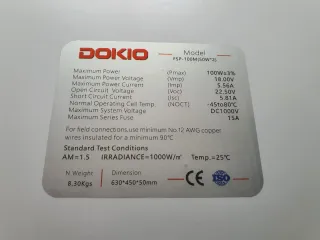 DOKIO
Model
FSP-100M(50W*2)
Maximum Power (Pmax) 100W±3%
Maximum Power Voltage (Vmp) 18.00V
Maximum Power Current (Imp) 5.56A
Open Circuit Voltage (Voc) 22.50V
Short Circuit Current (Isc) 5.81A
Normal Operating Cell Temp. (NOCT) -45to80℃
Maximum System Voltage DC1000V
Maximum Series Fuse 15A
For field connections,use minimum No.12 AWG copper
wires insulated for a minimum 90℃
Standard Test Conditions
AM=1.5 IRRADIANCE=1000W/㎡ Temp.=25℃
N.Weight Dimension
8,30Kgs 630*450*50mm